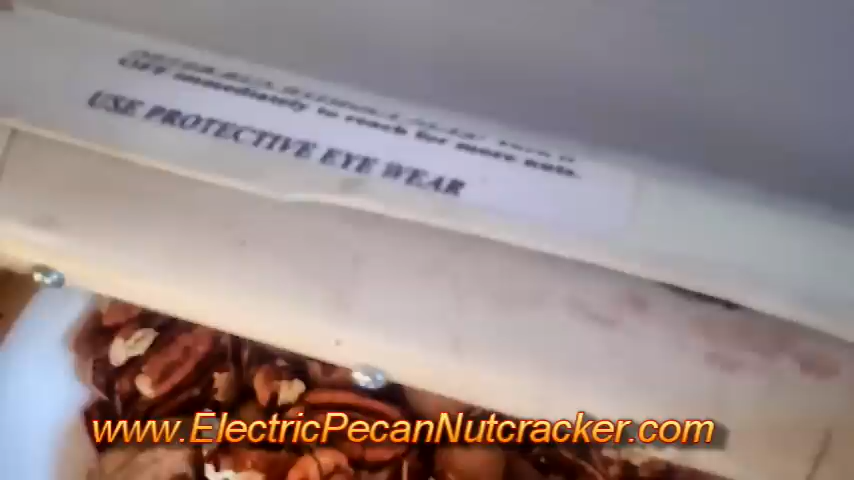 OFF immediately to reach for more nuts.
USE PROTECTIVE EYE WEAR
www.ElectricPecanNutcracker.com